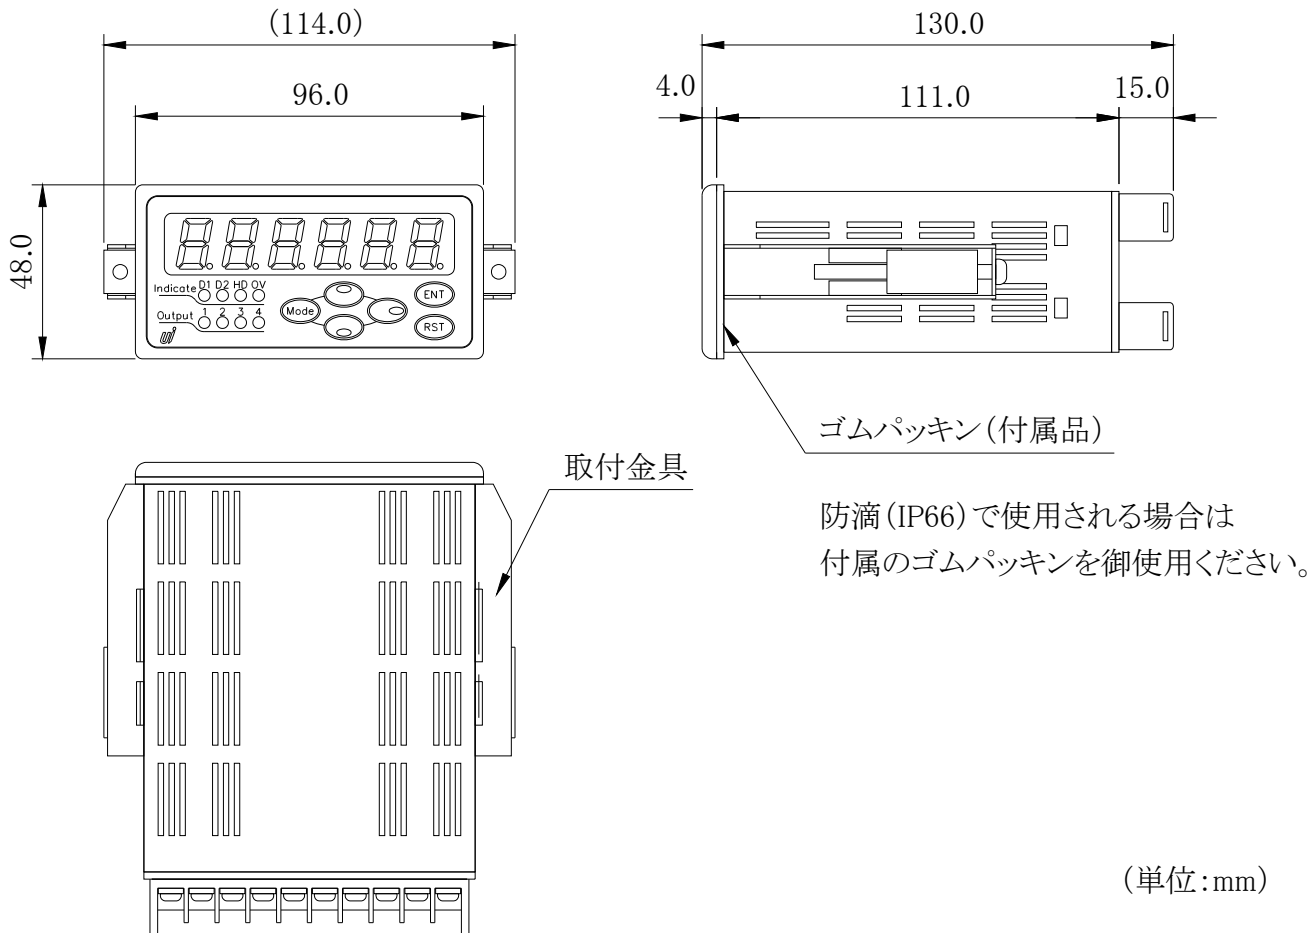 (114.0)
96.0
48.0
Indicate D1 D2 HD OV
Output 1 2 3 4
Mode
ENT
RST
130.0
4.0
111.0
15.0
ゴムパッキン(付属品)
取付金具
防滴(IP66)で使用される場合は
付属のゴムパッキンを御使用ください。
(単位:mm)